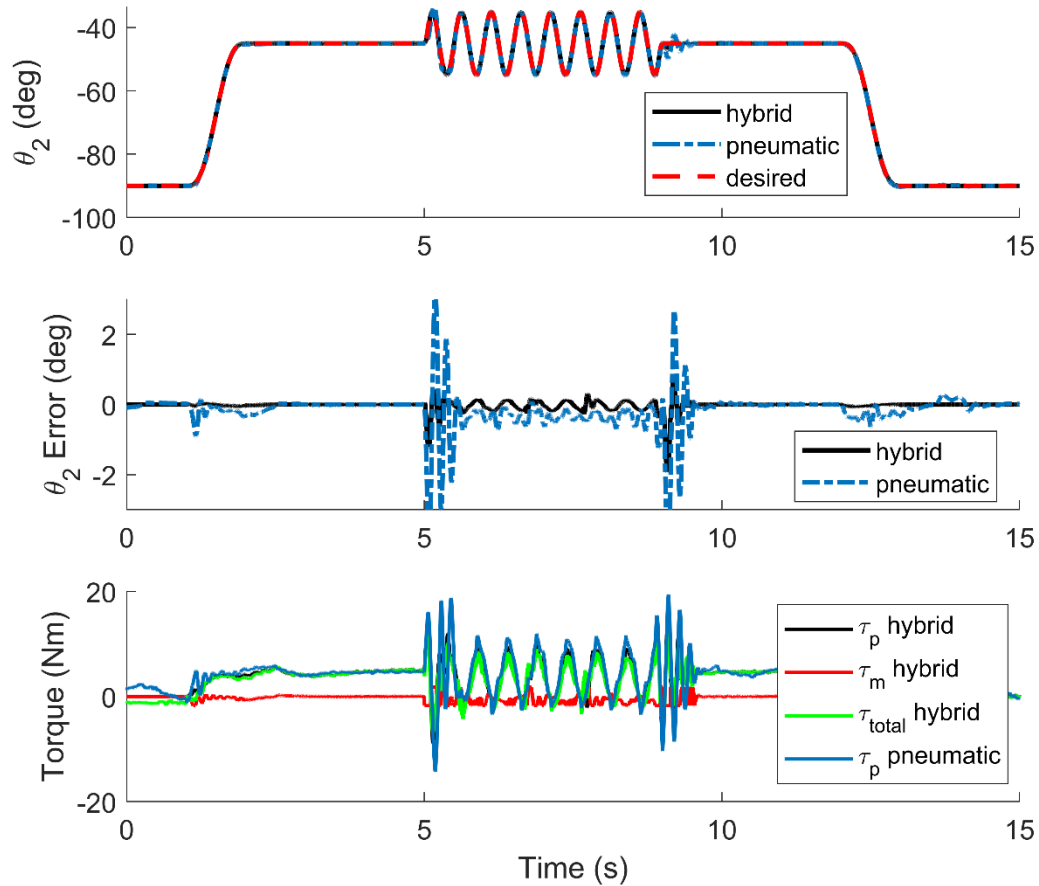 -40
-60
-80
-100
θ2 (deg)
hybrid
pneumatic
desired
0
5
10
15
2
0
-2
θ2 Error (deg)
hybrid
pneumatic
0
5
10
15
20
0
-20
Torque (Nm)
τp hybrid
τm hybrid
τtotal hybrid
τp pneumatic
0
5
10
15
Time (s)